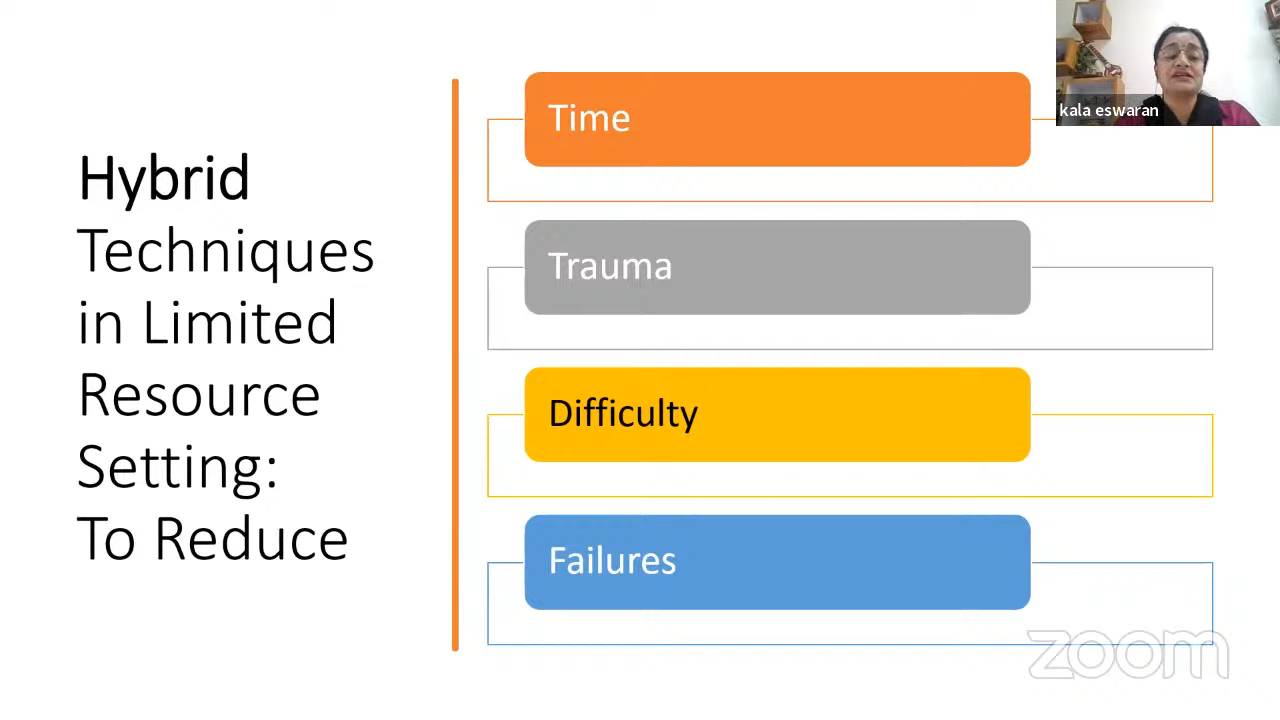 Hybrid
Techniques
in Limited
Resource
Setting:
To Reduce
Time
Trauma
Difficulty
Failures
kala eswaran
zoom